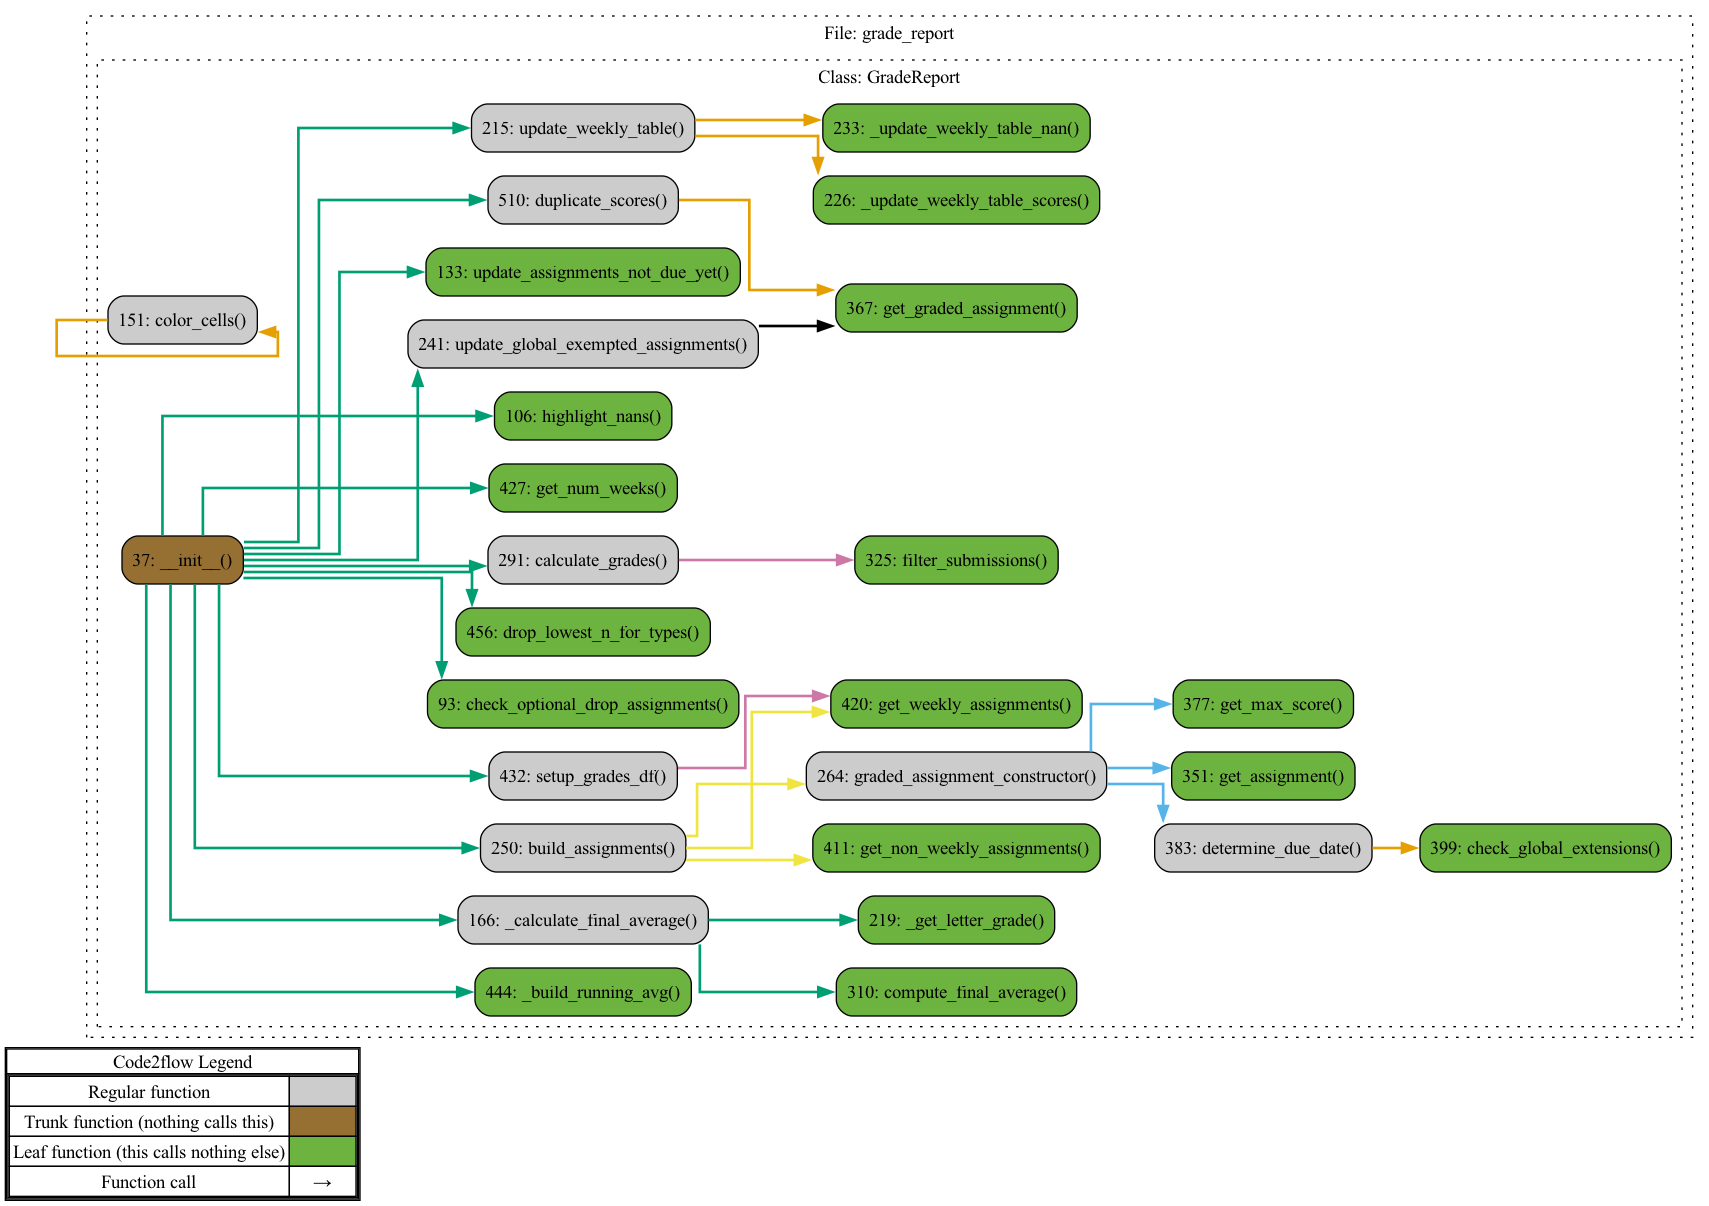 File: grade_report
Class: GradeReport
215: update_weekly_table()
233: _update_weekly_table_nan()
510: duplicate_scores()
226: _update_weekly_table_scores()
133: update_assignments_not_due_yet()
151: color_cells()
367: get_graded_assignment()
241: update_global_exempted_assignments()
106: highlight_nans()
427: get_num_weeks()
37: __init__()
291: calculate_grades()
325: filter_submissions()
456: drop_lowest_n_for_types()
93: check_optional_drop_assignments()
420: get_weekly_assignments()
377: get_max_score()
432: setup_grades_df()
264: graded_assignment_constructor()
351: get_assignment()
250: build_assignments()
411: get_non_weekly_assignments()
383: determine_due_date()
399: check_global_extensions()
166: _calculate_final_average()
219: _get_letter_grade()
444: _build_running_avg()
310: compute_final_average()
Code2flow Legend
Regular function
Trunk function (nothing calls this)
Leaf function (this calls nothing else)
Function call →